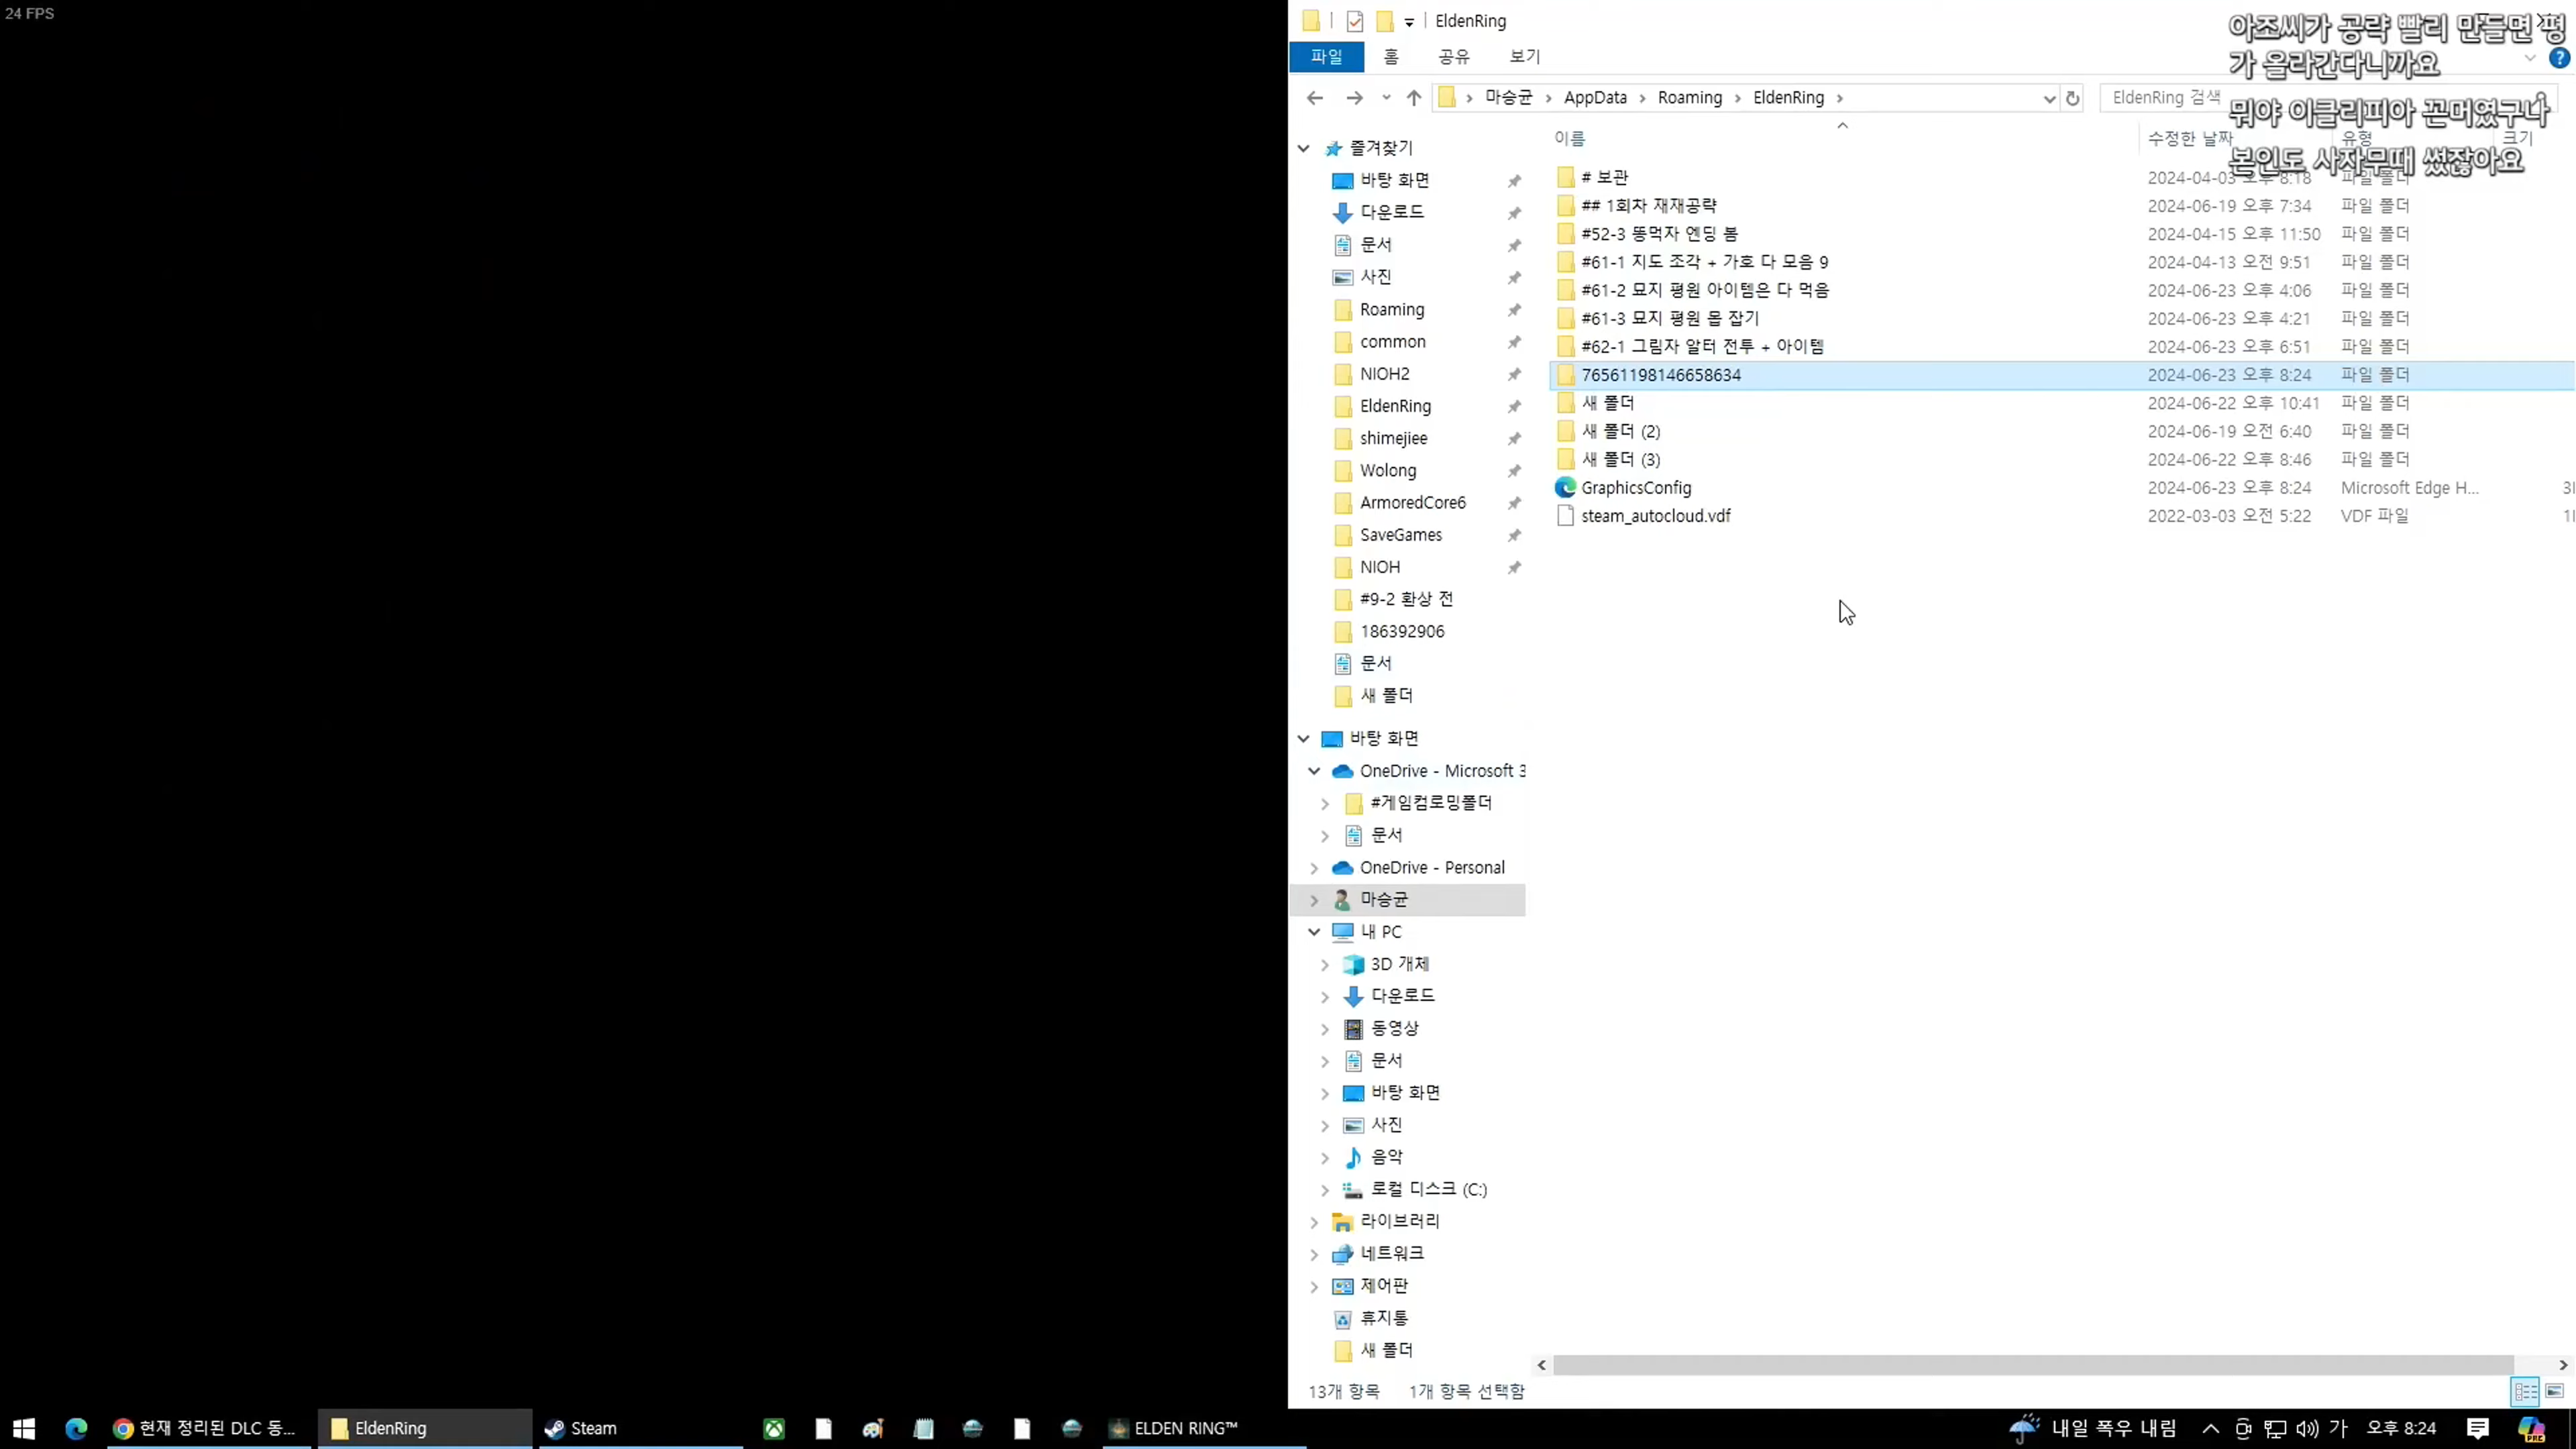 24 FPS
EldenRing
파일 홈 공유 보기
마승균 AppData Roaming EldenRing
EldenRing 검색
아조씨가 공략 빨리 만들면 평
가 올라간다니까요
뭐야 이클리피아 꼰머였구나
본인도 사자무때 썼잖아요
이름 수정한 날짜 유형 크기
# 보관 2024-04-03 오후 8:18 파일 폴더
## 1회차 재재공략 2024-06-19 오후 7:34 파일 폴더
#52-3 똥먹자 엔딩 봄 2024-04-15 오후 11:50 파일 폴더
#61-1 지도 조각 + 가호 다 모음 9 2024-04-13 오전 9:51 파일 폴더
#61-2 묘지 평원 아이템은 다 먹음 2024-06-23 오후 4:06 파일 폴더
#61-3 묘지 평원 몹 잡기 2024-06-23 오후 4:21 파일 폴더
#62-1 그림자 알터 전투 + 아이템 2024-06-23 오후 6:51 파일 폴더
76561198146658634 2024-06-23 오후 8:24 파일 폴더
새 폴더 2024-06-22 오후 10:41 파일 폴더
새 폴더 (2) 2024-06-19 오전 6:40 파일 폴더
새 폴더 (3) 2024-06-22 오후 8:46 파일 폴더
GraphicsConfig 2024-06-23 오후 8:24 Microsoft Edge H...
steam_autocloud.vdf 2022-03-03 오전 5:22 VDF 파일
즐겨찾기
바탕 화면
다운로드
문서
사진
Roaming
common
NIOH2
EldenRing
shimejiee
Wolong
ArmoredCore6
SaveGames
NIOH
#9-2 환상 전
186392906
문서
새 폴더
바탕 화면
OneDrive - Microsoft 3
#게임컴로밍폴더
문서
OneDrive - Personal
마승균
내 PC
3D 개체
다운로드
동영상
문서
바탕 화면
사진
음악
로컬 디스크 (C:)
라이브러리
네트워크
제어판
휴지통
새 폴더
13개 항목 1개 항목 선택함
현재 정리된 DLC 동... EldenRing Steam ELDEN RING™ 내일 폭우 내림 가 오후 8:24